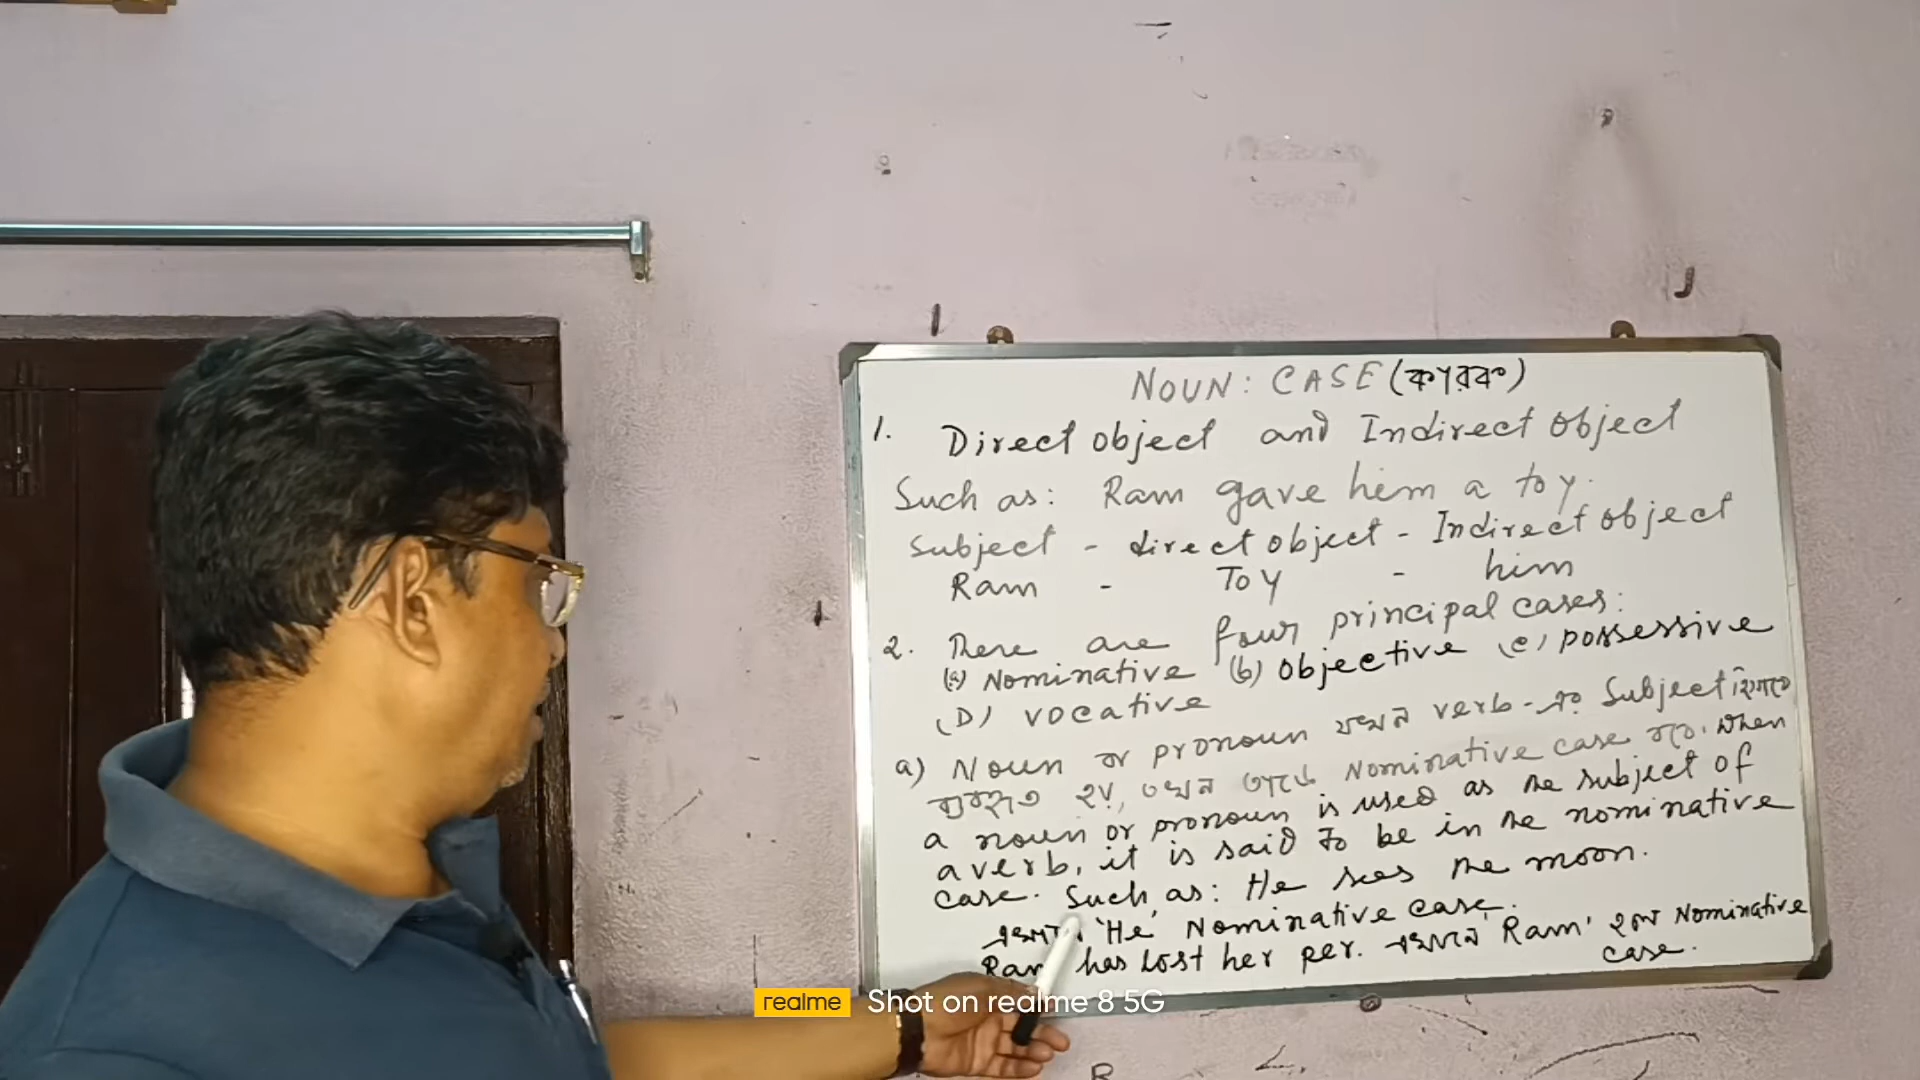 NOUN: CASE (কারক)
1. Direct object and Indirect object
Such as: Ram gave him a toy.
Subject - direct object - Indirect object
Ram - Toy - him
2. There are four principal cases:
(a) Nominative (b) Objective (c) possessive
(D) vocative
a) Noun or pronoun যখন verb-এর Subject হিসাবে
ব্যবহৃত হয়, তখন তাকে Nominative case বলে. When
a noun or pronoun is used as the subject of
a verb, it is said to be in the nominative
case. Such as: He sees the moon.
এখানে 'He' Nominative case.
Ram has lost her per. এখানে 'Ram' হল Nominative
case.
realme Shot on realme 8 5G